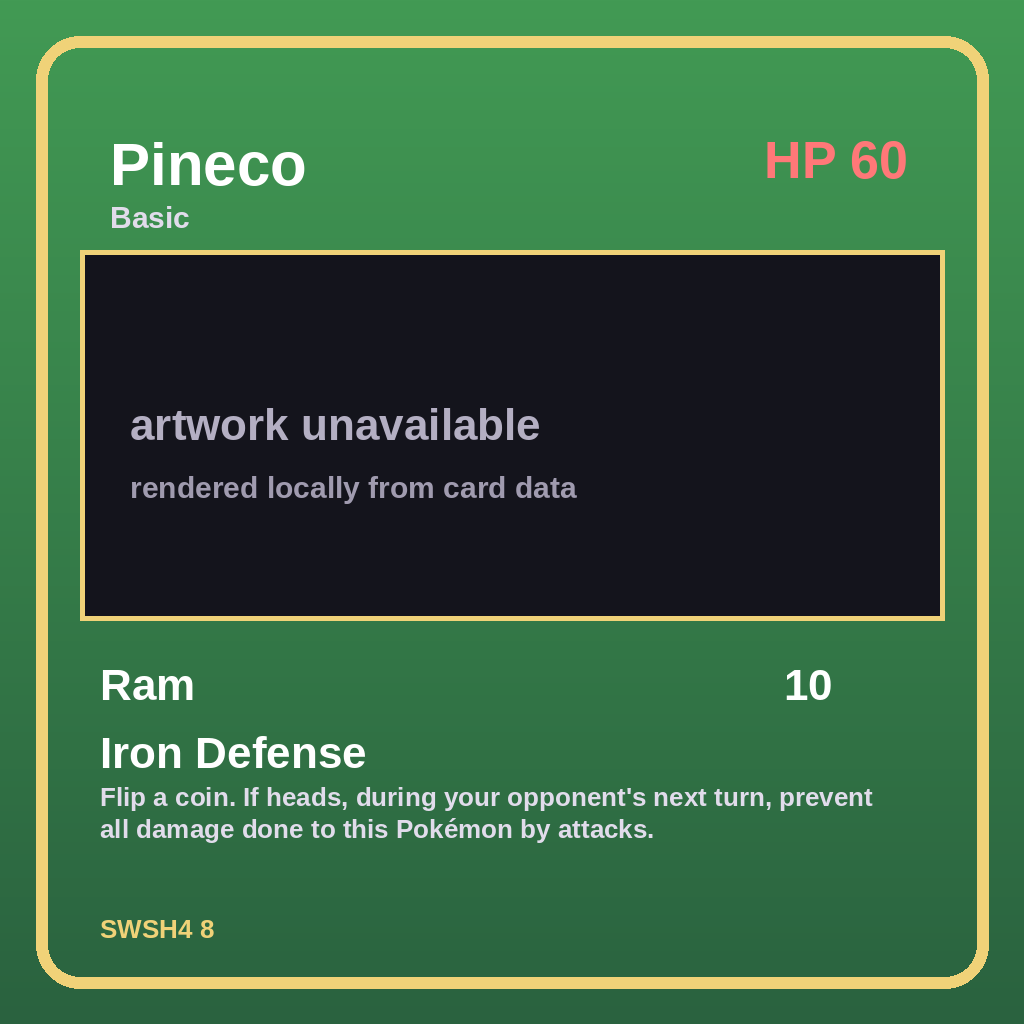 Pineco
HP 60
Basic
artwork unavailable
rendered locally from card data
Ram 10
Iron Defense
Flip a coin. If heads, during your opponent's next turn, prevent
all damage done to this Pokémon by attacks.
SWSH4 8